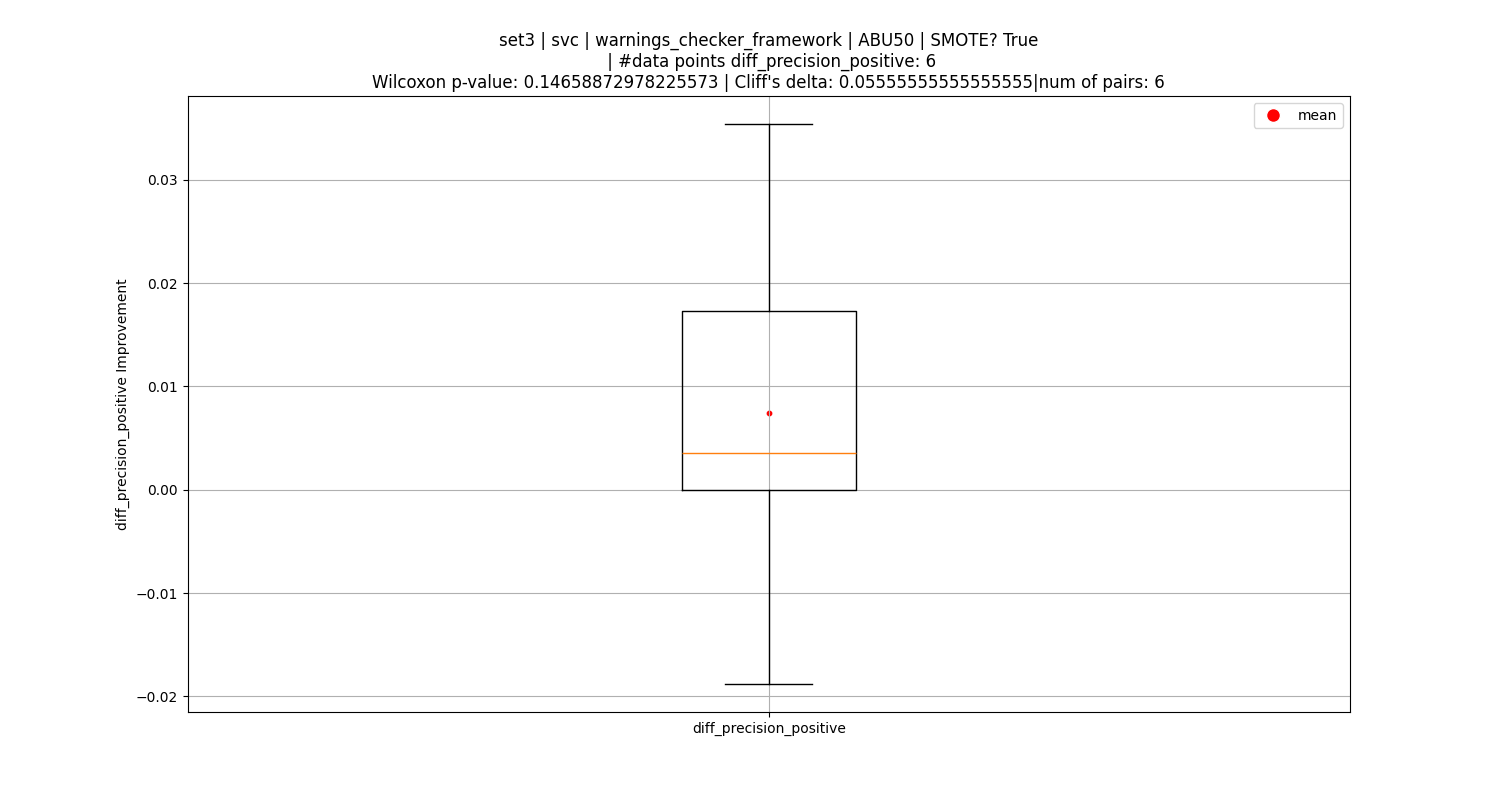 set3 | svc | warnings_checker_framework | ABU50 | SMOTE? True
| #data points diff_precision_positive: 6
Wilcoxon p-value: 0.14658872978225573 | Cliff's delta: 0.05555555555555555|num of pairs: 6
mean
0.03
0.02
0.01
0.00
−0.01
−0.02
diff_precision_positive Improvement
diff_precision_positive